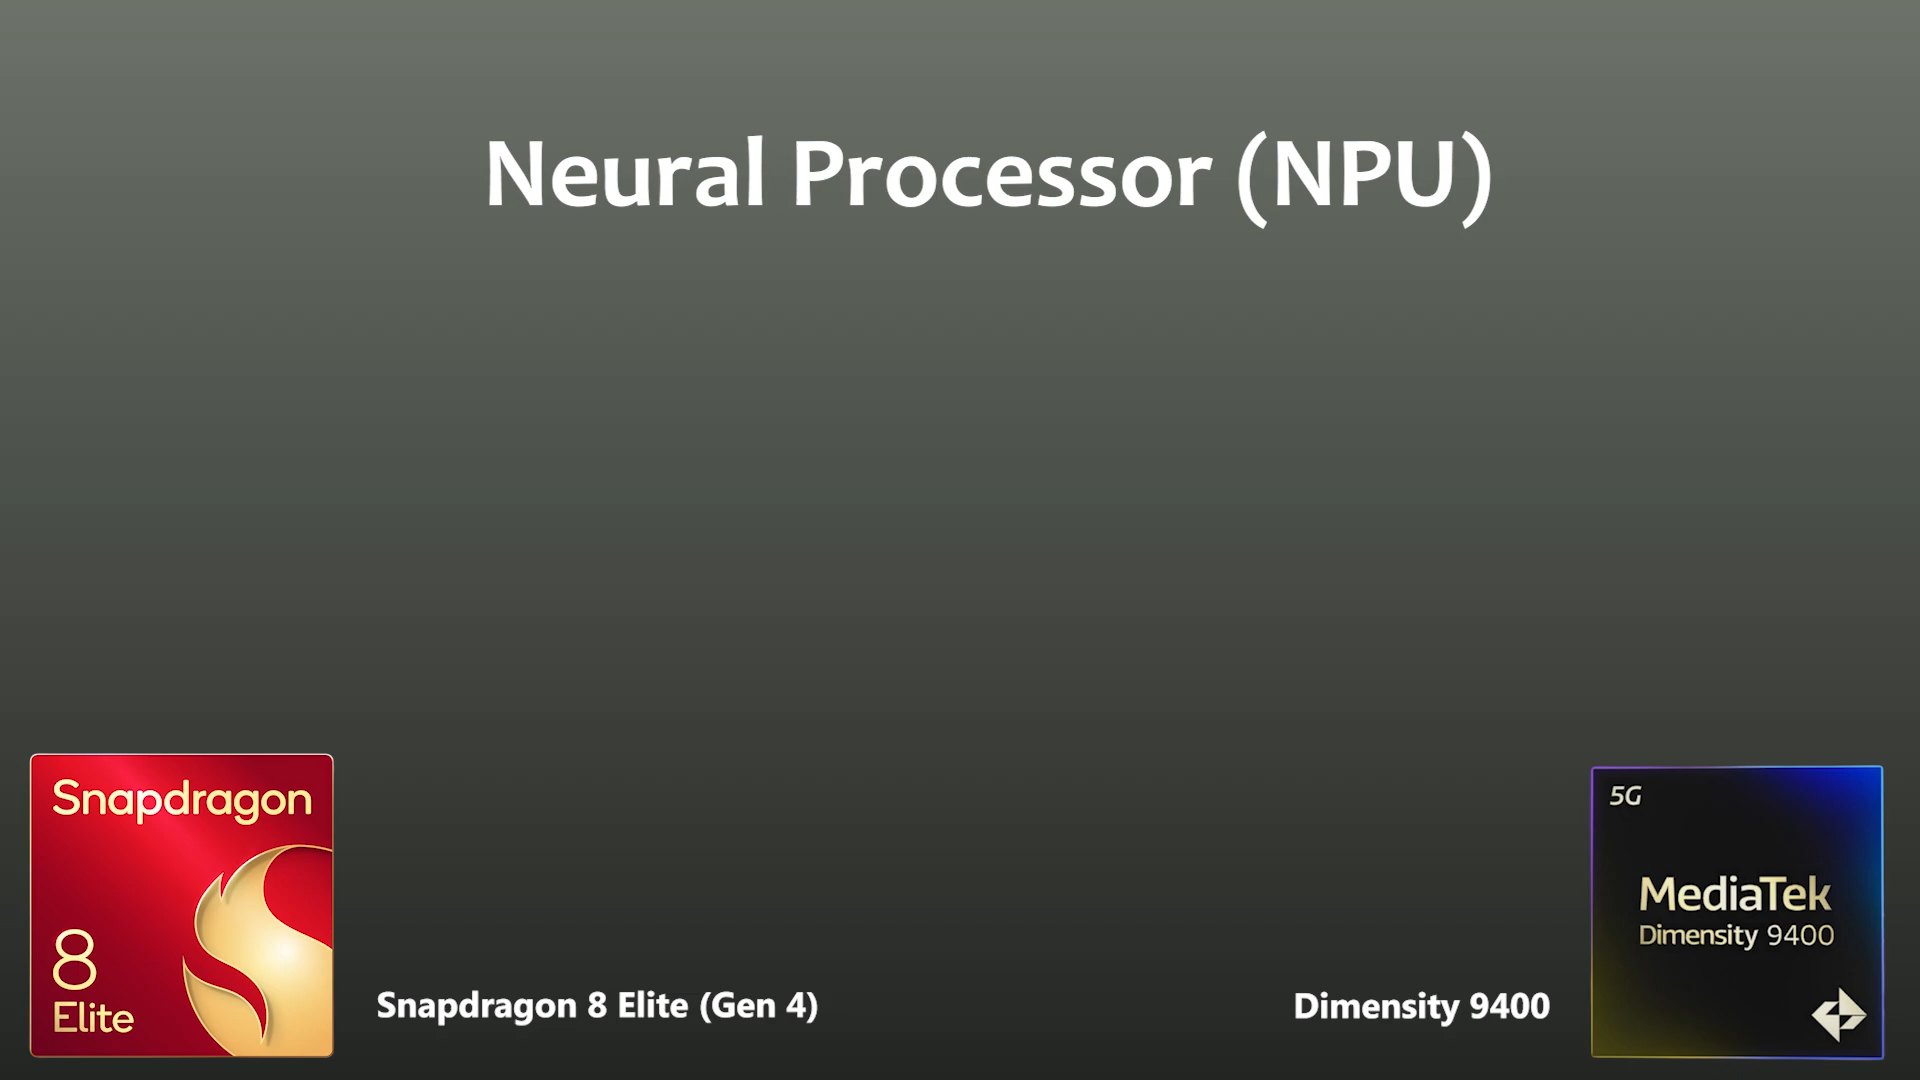 Neural Processor (NPU)
Snapdragon
8
Elite
Snapdragon 8 Elite (Gen 4)
Dimensity 9400
5G
MediaTek
Dimensity 9400